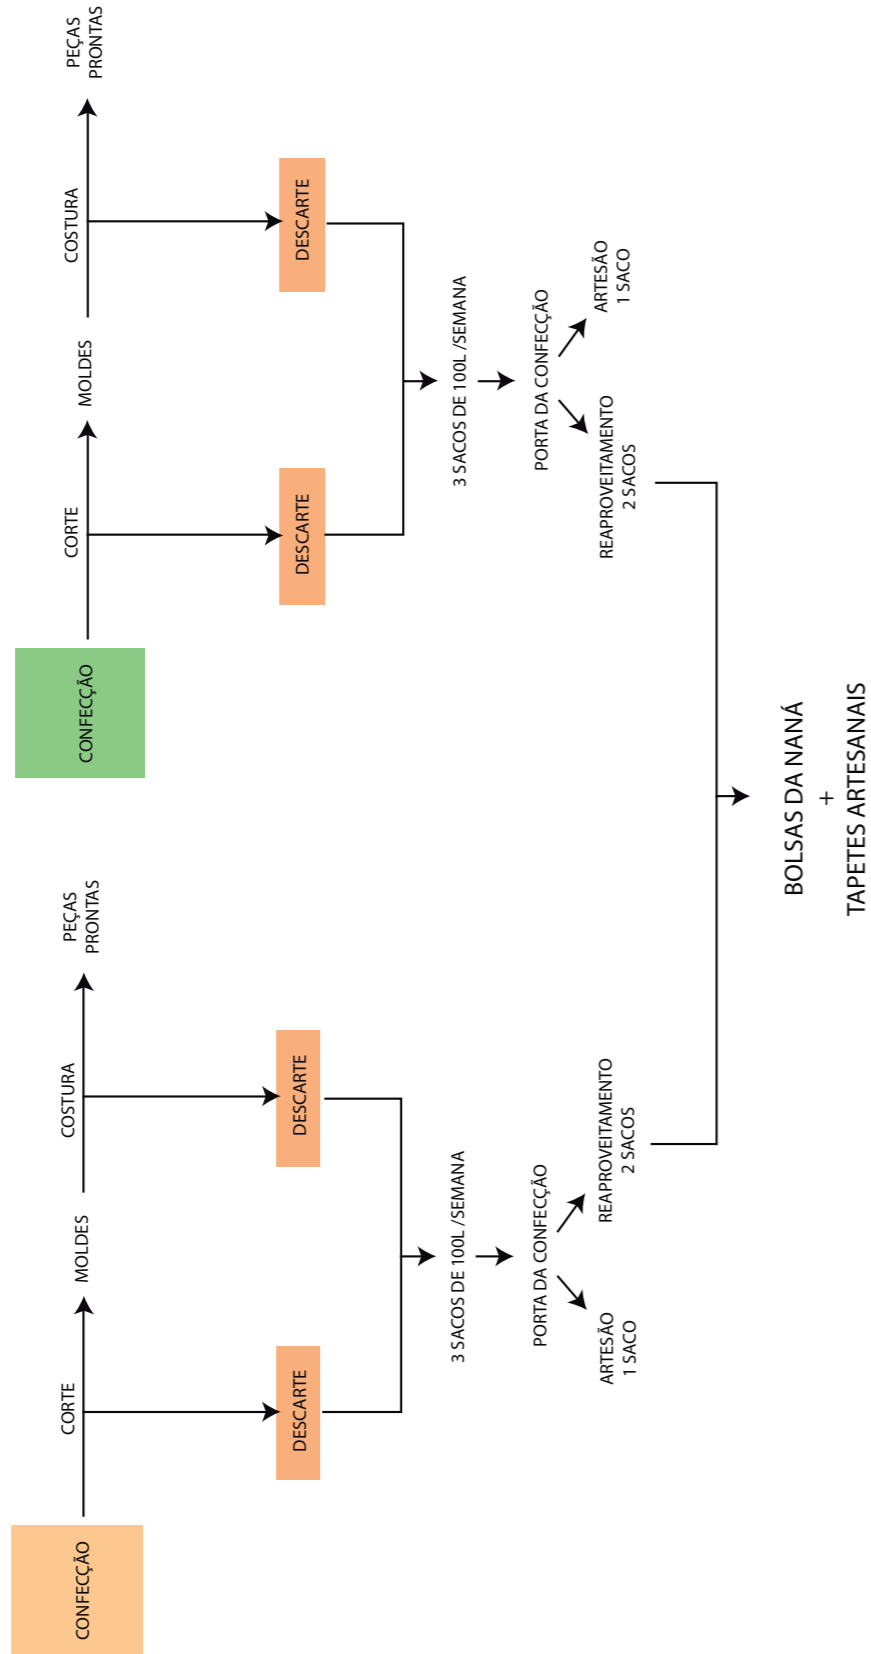 CONFECÇÃO
CORTE
MOLDES
COSTURA
PEÇAS
PRONTAS
DESCARTE
DESCARTE
3 SACOS DE 100L /SEMANA
PORTA DA CONFECÇÃO
ARTESÃO
1 SACO
REAPROVEITAMENTO
2 SACOS
CONFECÇÃO
CORTE
MOLDES
COSTURA
PEÇAS
PRONTAS
DESCARTE
DESCARTE
3 SACOS DE 100L /SEMANA
PORTA DA CONFECÇÃO
REAPROVEITAMENTO
2 SACOS
ARTESÃO
1 SACO
BOLSAS DA NANÁ
+
TAPETES ARTESANAIS